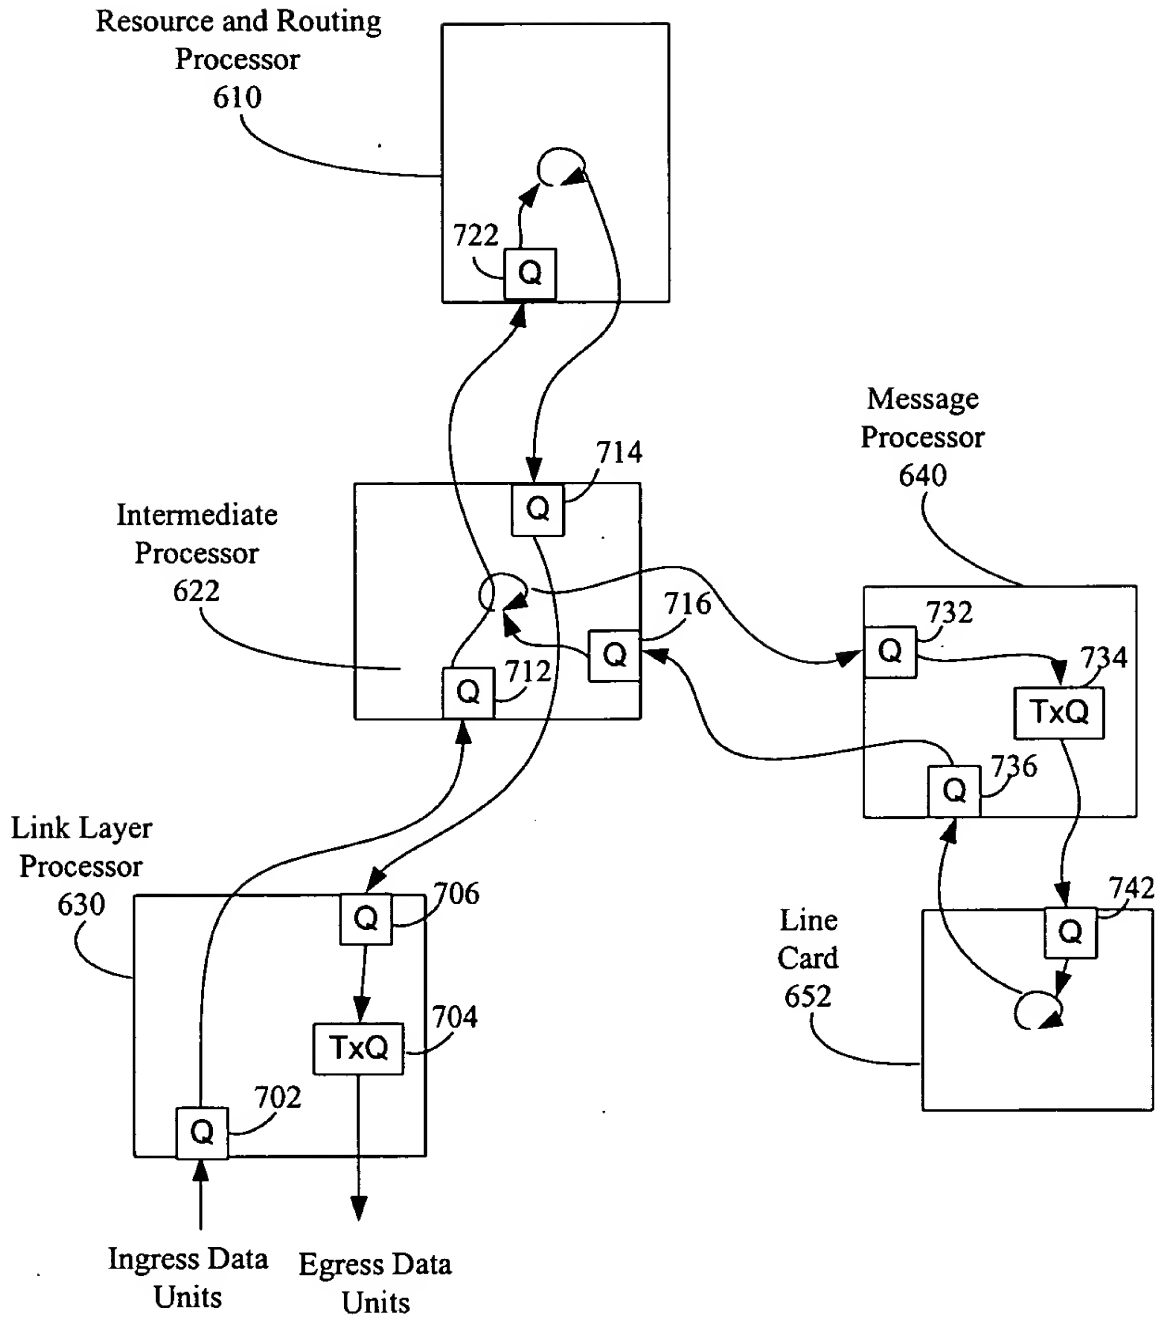 Resource and Routing
Processor
610
722
Q
714
Q
Message
Processor
640
Intermediate
Processor
622
716
Q
712
Q
732
Q
734
TxQ
736
Q
Link Layer
Processor
630
706
Q
704
TxQ
702
Q
742
Q
Line
Card
652
Ingress Data
Units
Egress Data
Units